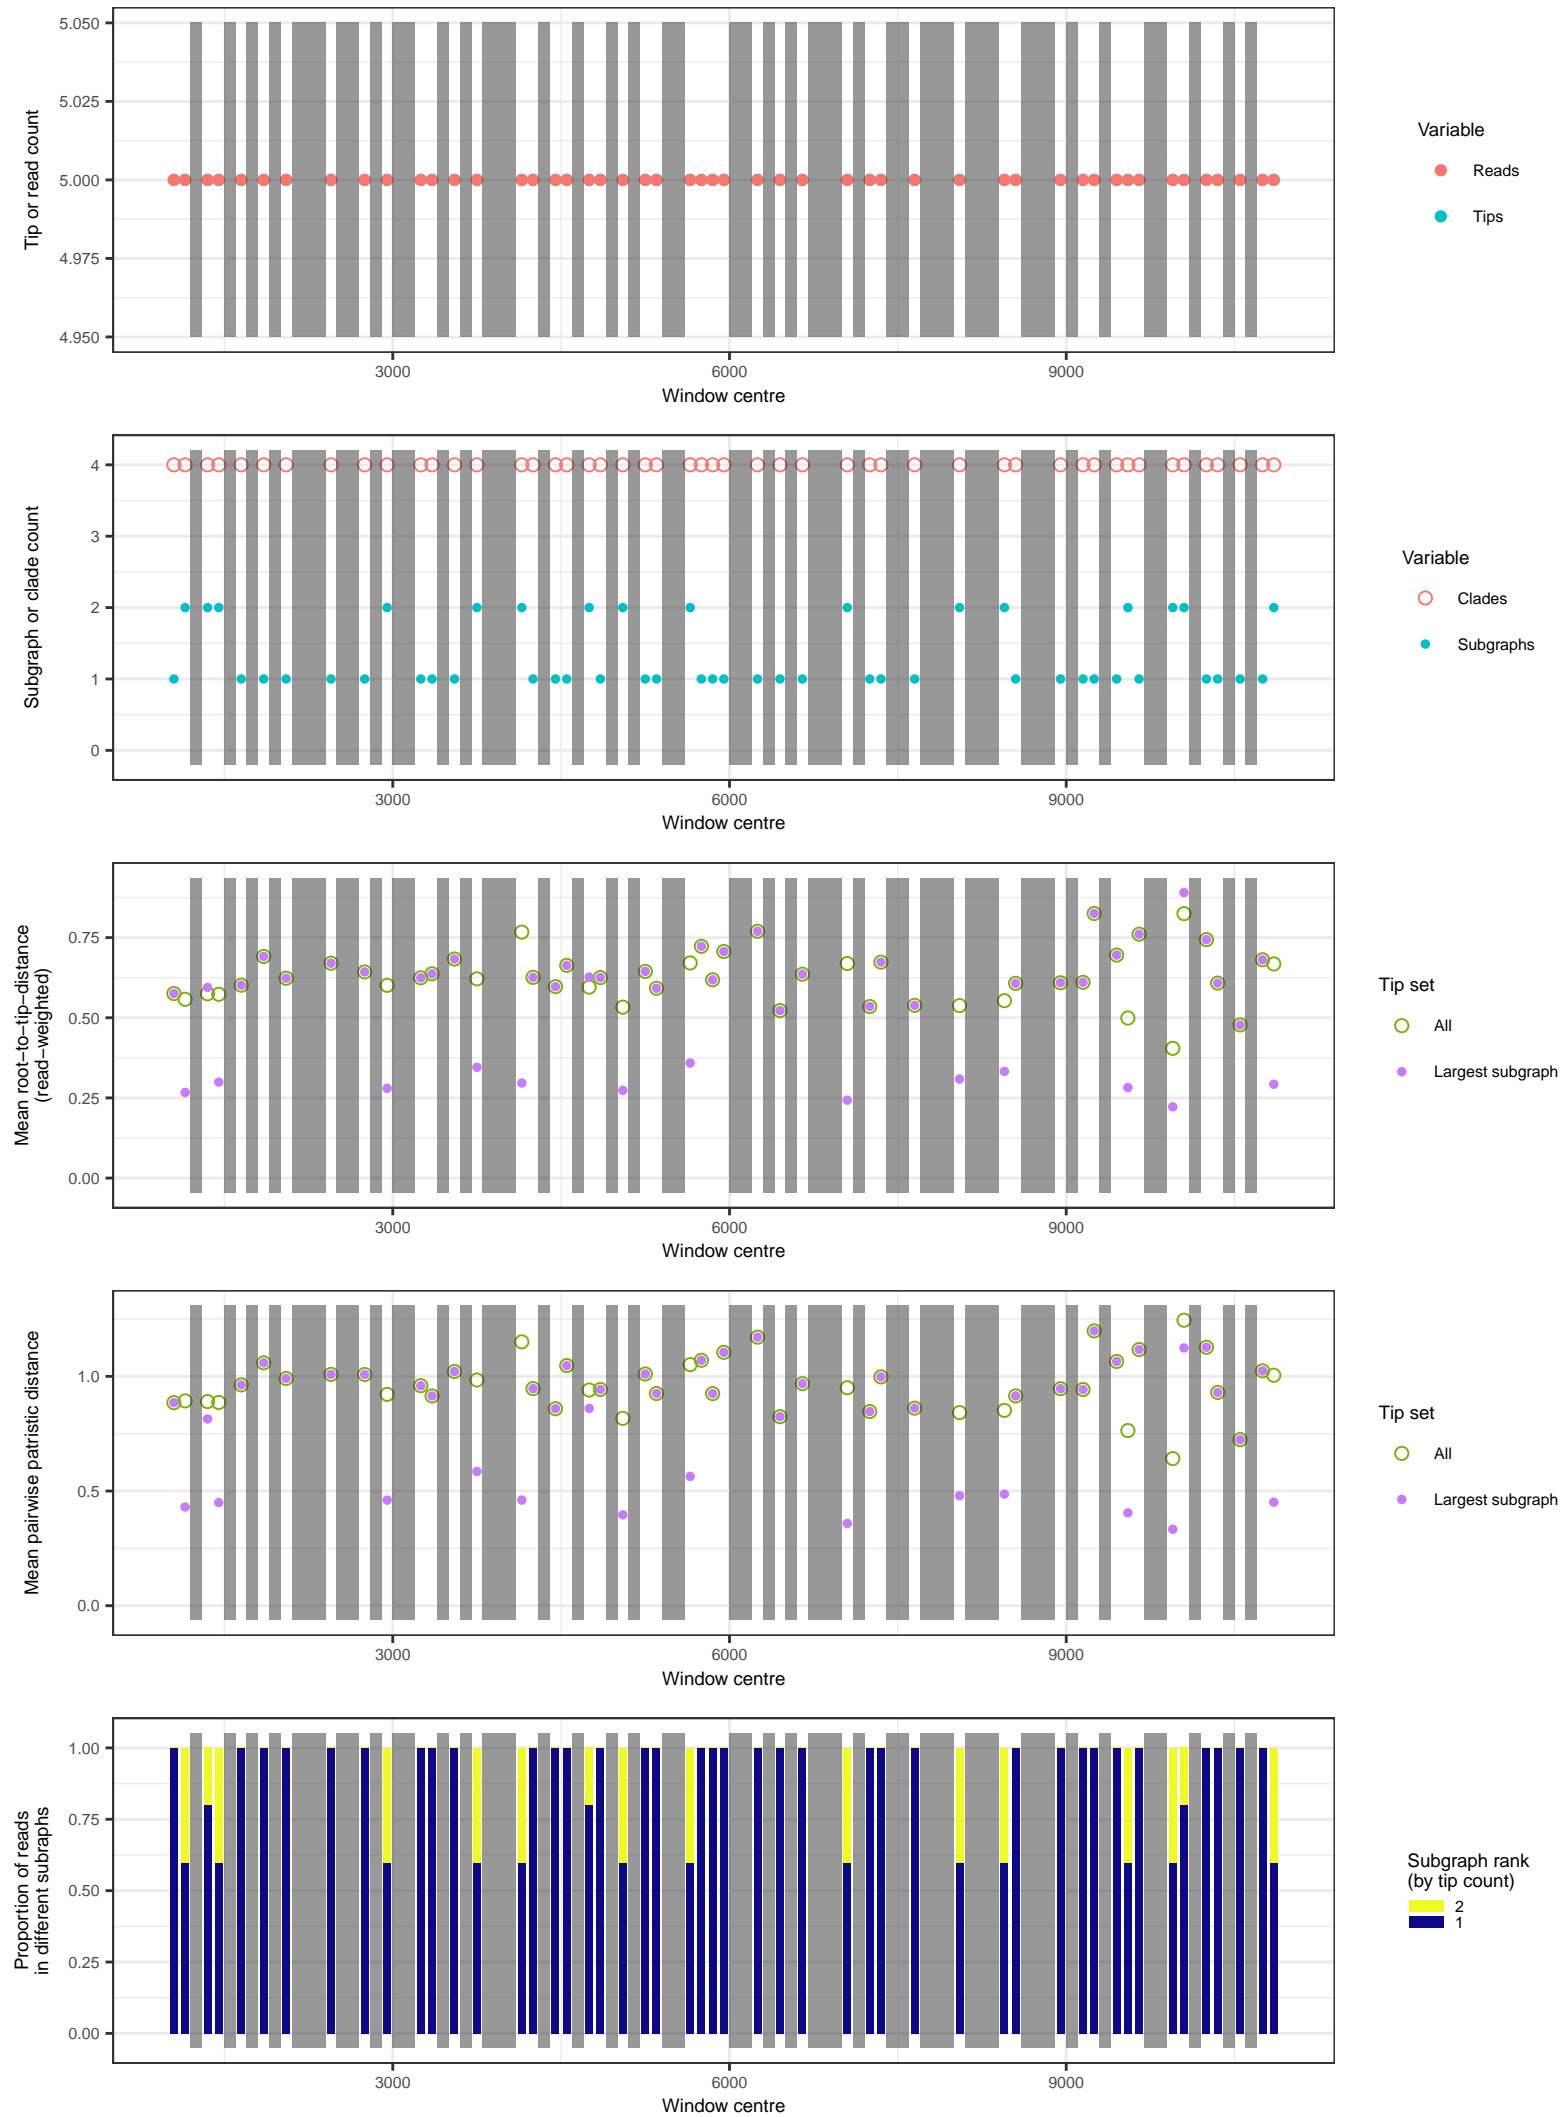 5.050
5.025
5.000
4.975
4.950
Tip or read count
3000
6000
9000
Window centre
Variable
Reads
Tips
4
3
2
1
0
Subgraph or clade count
3000
6000
9000
Window centre
Variable
Clades
Subgraphs
0.75
0.50
0.25
0.00
Mean root−to−tip−distance
(read−weighted)
3000
6000
9000
Window centre
Tip set
All
Largest subgraph
1.0
0.5
0.0
Mean pairwise patristic distance
3000
6000
9000
Window centre
Tip set
All
Largest subgraph
1.00
0.75
0.50
0.25
0.00
Proportion of reads
in different subraphs
3000
6000
9000
Window centre
Subgraph rank
(by tip count)
2
1